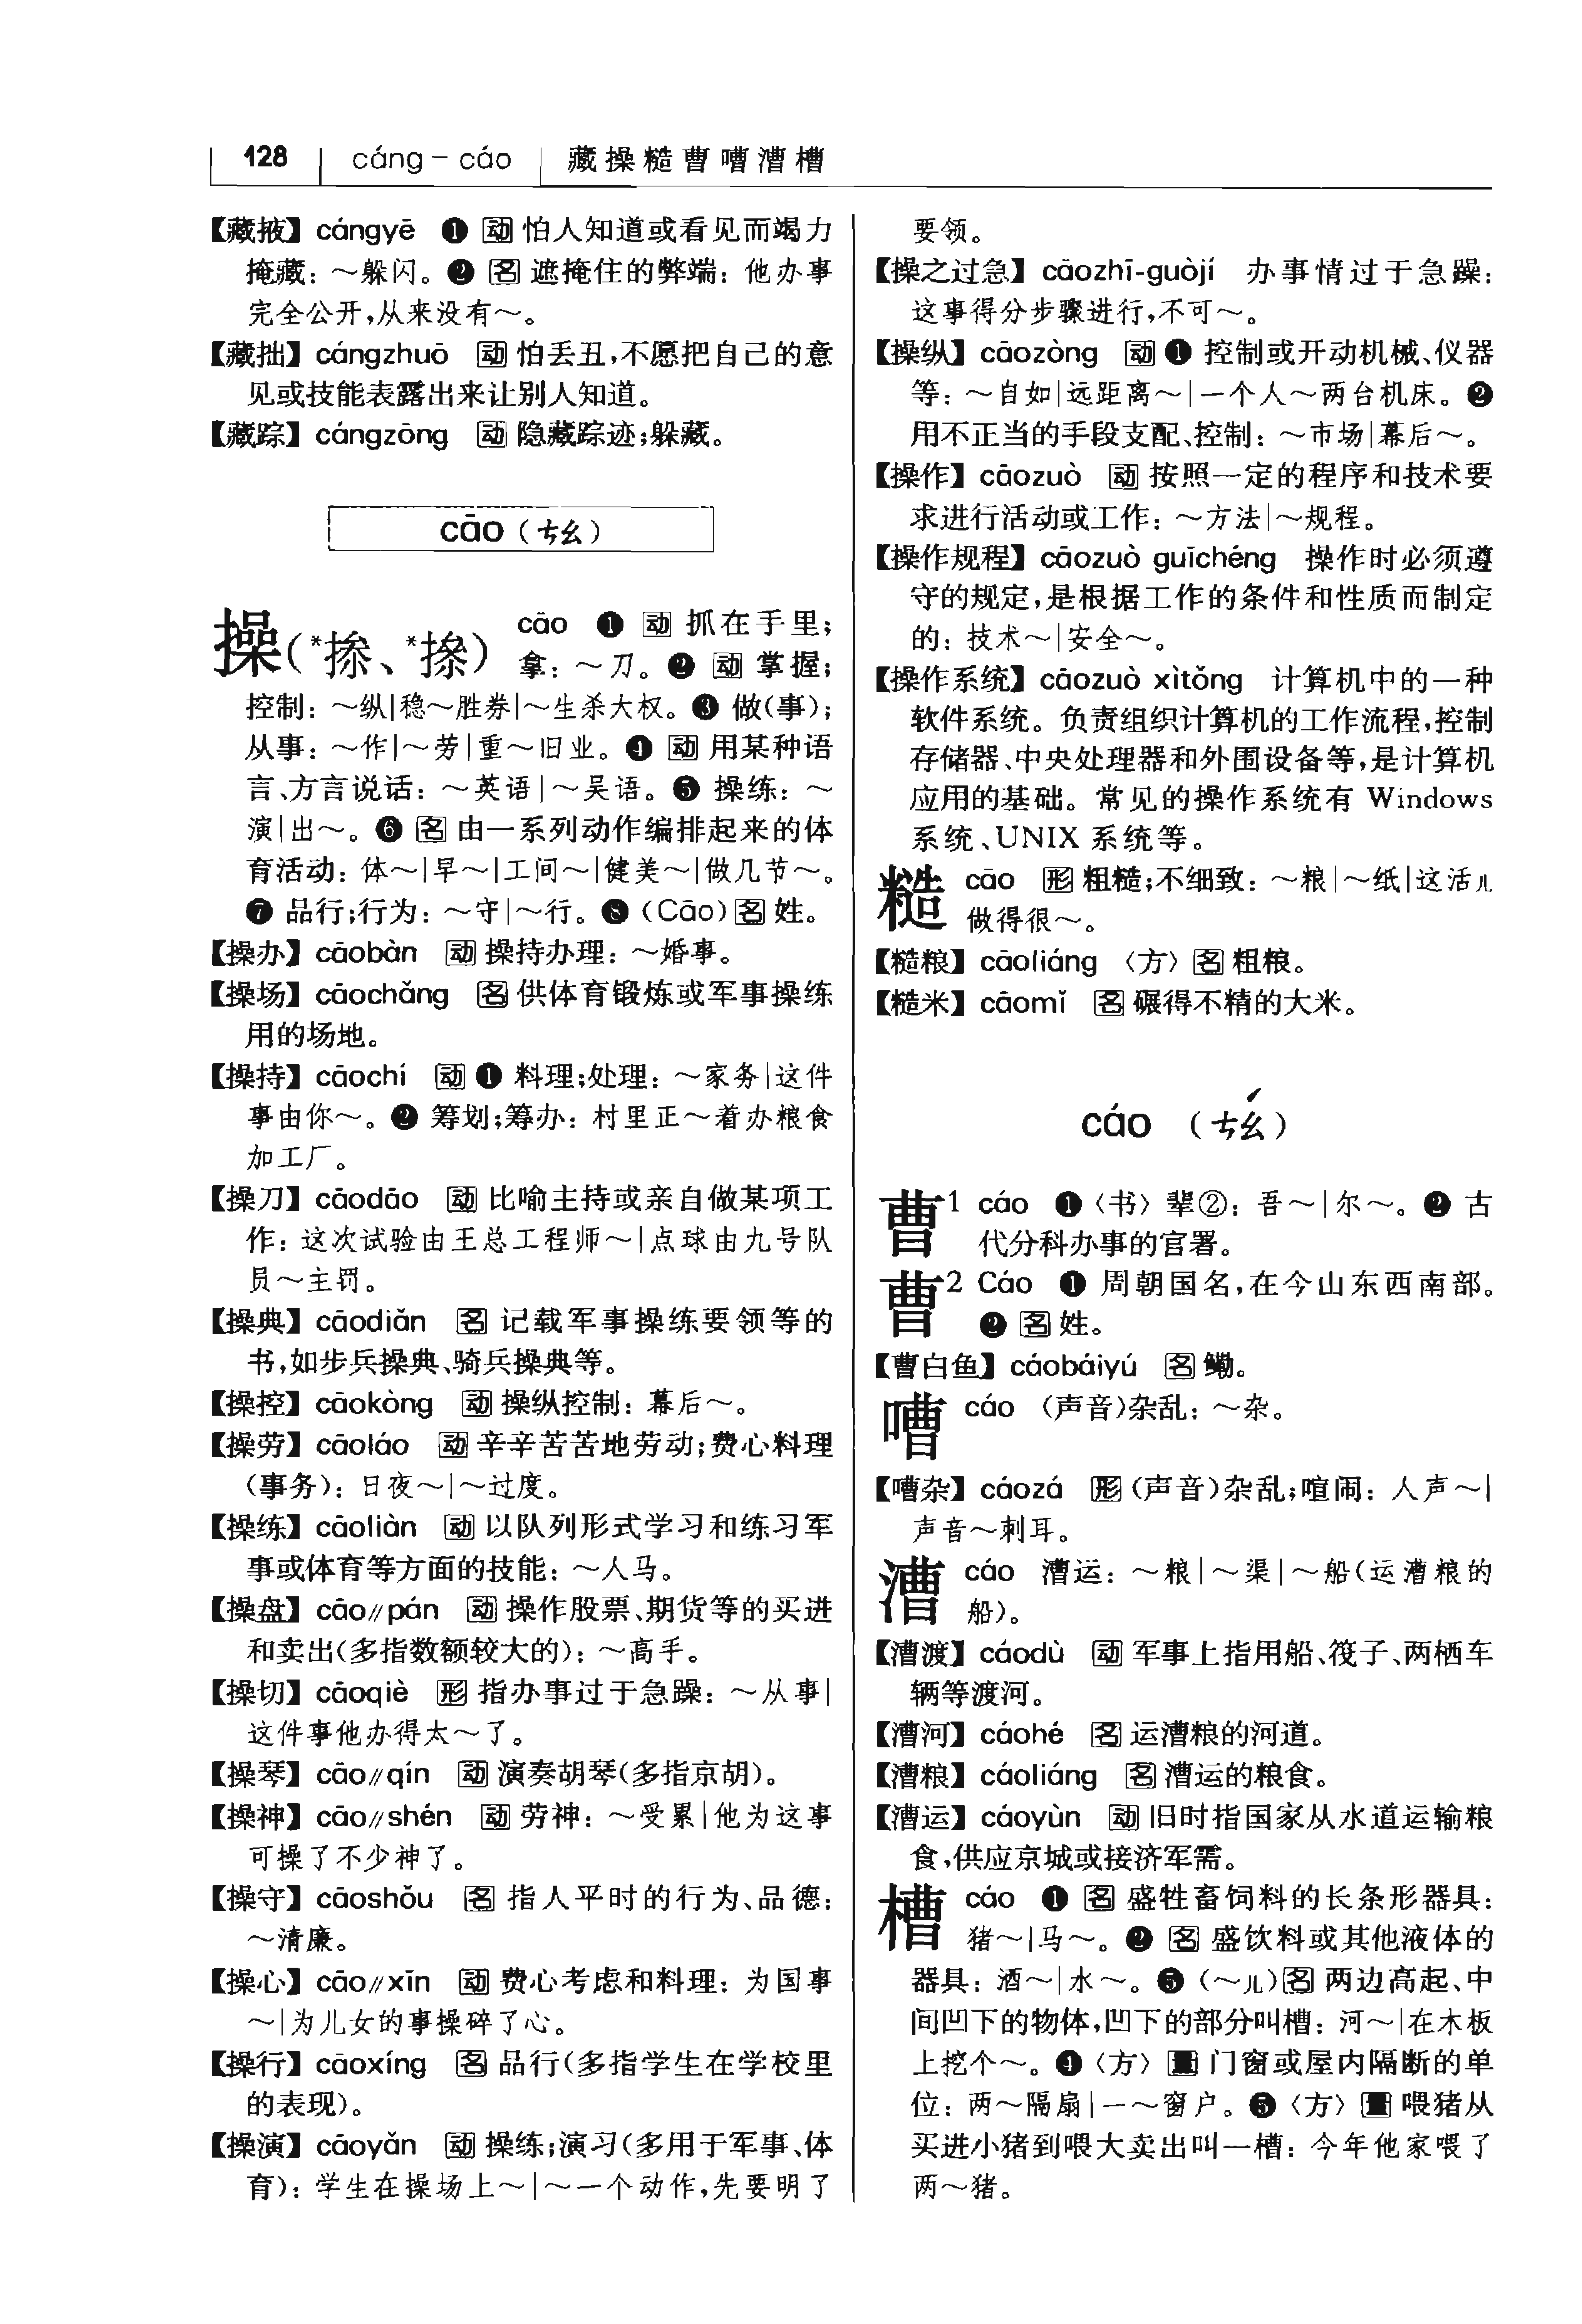 128 cáng－cáo 藏操糙曹嘈漕槽
【藏掖】cángyē ❶ 动 怕人知道或看见而竭力
掩藏：～躲闪。❷ 名 遮掩住的弊端：他办事
完全公开，从来没有～。
【藏拙】cángzhuō 动 怕丢丑，不愿把自己的意
见或技能表露出来让别人知道。
【藏踪】cángzōng 动 隐藏踪迹；躲藏。
cāo（ㄘㄠ）
操（*捺、*撡） cāo ❶ 动 抓在手里；
拿：～刀。❷ 动 掌握；
控制：～纵|稳～胜券|～生杀大权。❸ 做（事）；
从事：～作|～劳|重～旧业。❹ 动 用某种语
言、方言说话：～英语|～吴语。❺ 操练：～
演|出～。❻ 名 由一系列动作编排起来的体
育活动：体～|早～|工间～|健美～|做几节～。
❼ 品行；行为：～守|～行。❽（Cāo）名 姓。
【操办】cāobàn 动 操持办理：～婚事。
【操场】cāochǎng 名 供体育锻炼或军事操练
用的场地。
【操持】cāochí 动 ❶ 料理；处理：～家务|这件
事由你～。❷ 筹划；筹办：村里正～着办粮食
加工厂。
【操刀】cāodāo 动 比喻主持或亲自做某项工
作：这次试验由王总工程师～|点球由九号队
员～主罚。
【操典】cāodiǎn 名 记载军事操练要领等的
书，如步兵操典、骑兵操典等。
【操控】cāokòng 动 操纵控制：幕后～。
【操劳】cāoláo 动 辛辛苦苦地劳动；费心料理
（事务）：日夜～|～过度。
【操练】cāoliàn 动 以队列形式学习和练习军
事或体育等方面的技能：～人马。
【操盘】cāo∥pán 动 操作股票、期货等的买进
和卖出（多指数额较大的）：～高手。
【操切】cāoqiè 形 指办事过于急躁：～从事|
这件事他办得太～了。
【操琴】cāo∥qín 动 演奏胡琴（多指京胡）。
【操神】cāo∥shén 动 劳神：～受累|他为这事
可操了不少神了。
【操守】cāoshǒu 名 指人平时的行为、品德：
～清廉。
【操心】cāo∥xīn 动 费心考虑和料理：为国事
～|为儿女的事操碎了心。
【操行】cāoxíng 名 品行（多指学生在学校里
的表现）。
【操演】cāoyǎn 动 操练；演习（多用于军事、体
育）：学生在操场上～|～一个动作，先要明了
要领。
【操之过急】cāozhī-guòjí 办事情过于急躁：
这事得分步骤进行，不可～。
【操纵】cāozòng 动 ❶ 控制或开动机械、仪器
等：～自如|远距离～|一个人～两台机床。❷
用不正当的手段支配、控制：～市场|幕后～。
【操作】cāozuò 动 按照一定的程序和技术要
求进行活动或工作：～方法|～规程。
【操作规程】cāozuò guīchéng 操作时必须遵
守的规定，是根据工作的条件和性质而制定
的：技术～|安全～。
【操作系统】cāozuò xìtǒng 计算机中的一种
软件系统。负责组织计算机的工作流程，控制
存储器、中央处理器和外围设备等，是计算机
应用的基础。常见的操作系统有 Windows
系统、UNIX 系统等。
糙 cāo 形 粗糙；不细致：～粮|～纸|这活儿
做得很～。
【糙粮】cāoliáng 〈方〉名 粗粮。
【糙米】cāomǐ 名 碾得不精的大米。
cáo （ㄘㄠˊ）
曹1 cáo ❶〈书〉辈②：吾～|尔～。❷ 古
代分科办事的官署。
曹2 Cáo ❶ 周朝国名，在今山东西南部。
❷ 名 姓。
【曹白鱼】cáobáiyú 名 鳓。
嘈 cáo （声音）杂乱：～杂。
【嘈杂】cáozá 形（声音）杂乱；喧闹：人声～|
声音～刺耳。
漕 cáo 漕运：～粮|～渠|～船（运漕粮的
船）。
【漕渡】cáodù 动 军事上指用船、筏子、两栖车
辆等渡河。
【漕河】cáohé 名 运漕粮的河道。
【漕粮】cáoliáng 名 漕运的粮食。
【漕运】cáoyùn 动 旧时指国家从水道运输粮
食，供应京城或接济军需。
槽 cáo ❶ 名 盛牲畜饲料的长条形器具：
猪～|马～。❷ 名 盛饮料或其他液体的
器具：酒～|水～。❸（～儿）名 两边高起、中
间凹下的物体，凹下的部分叫槽：河～|在木板
上挖个～。❹〈方〉量 门窗或屋内隔断的单
位：两～隔扇|一～窗户。❺〈方〉量 喂猪从
买进小猪到喂大卖出叫一槽：今年他家喂了
两～猪。